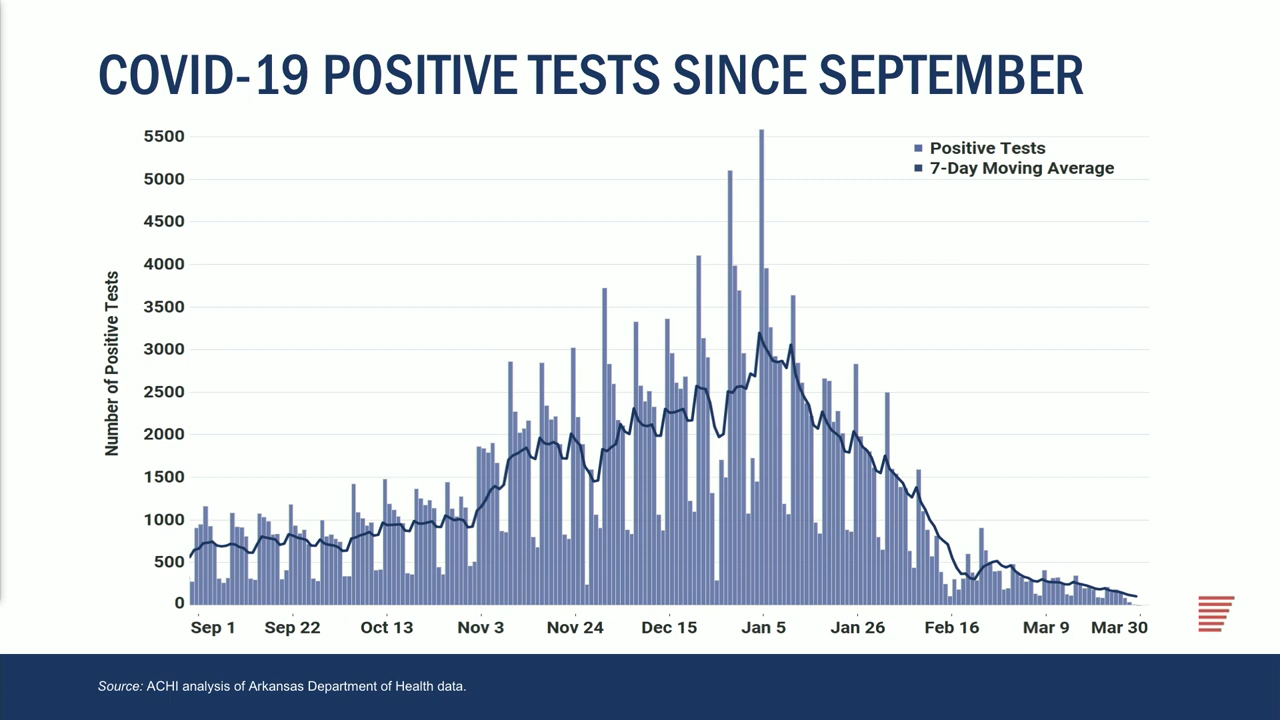 COVID-19 POSITIVE TESTS SINCE SEPTEMBER
Positive Tests
7-Day Moving Average
Number of Positive Tests
5500
5000
4500
4000
3500
3000
2500
2000
1500
1000
500
0
Sep 1 Sep 22 Oct 13 Nov 3 Nov 24 Dec 15 Jan 5 Jan 26 Feb 16 Mar 9 Mar 30
Source: ACHI analysis of Arkansas Department of Health data.